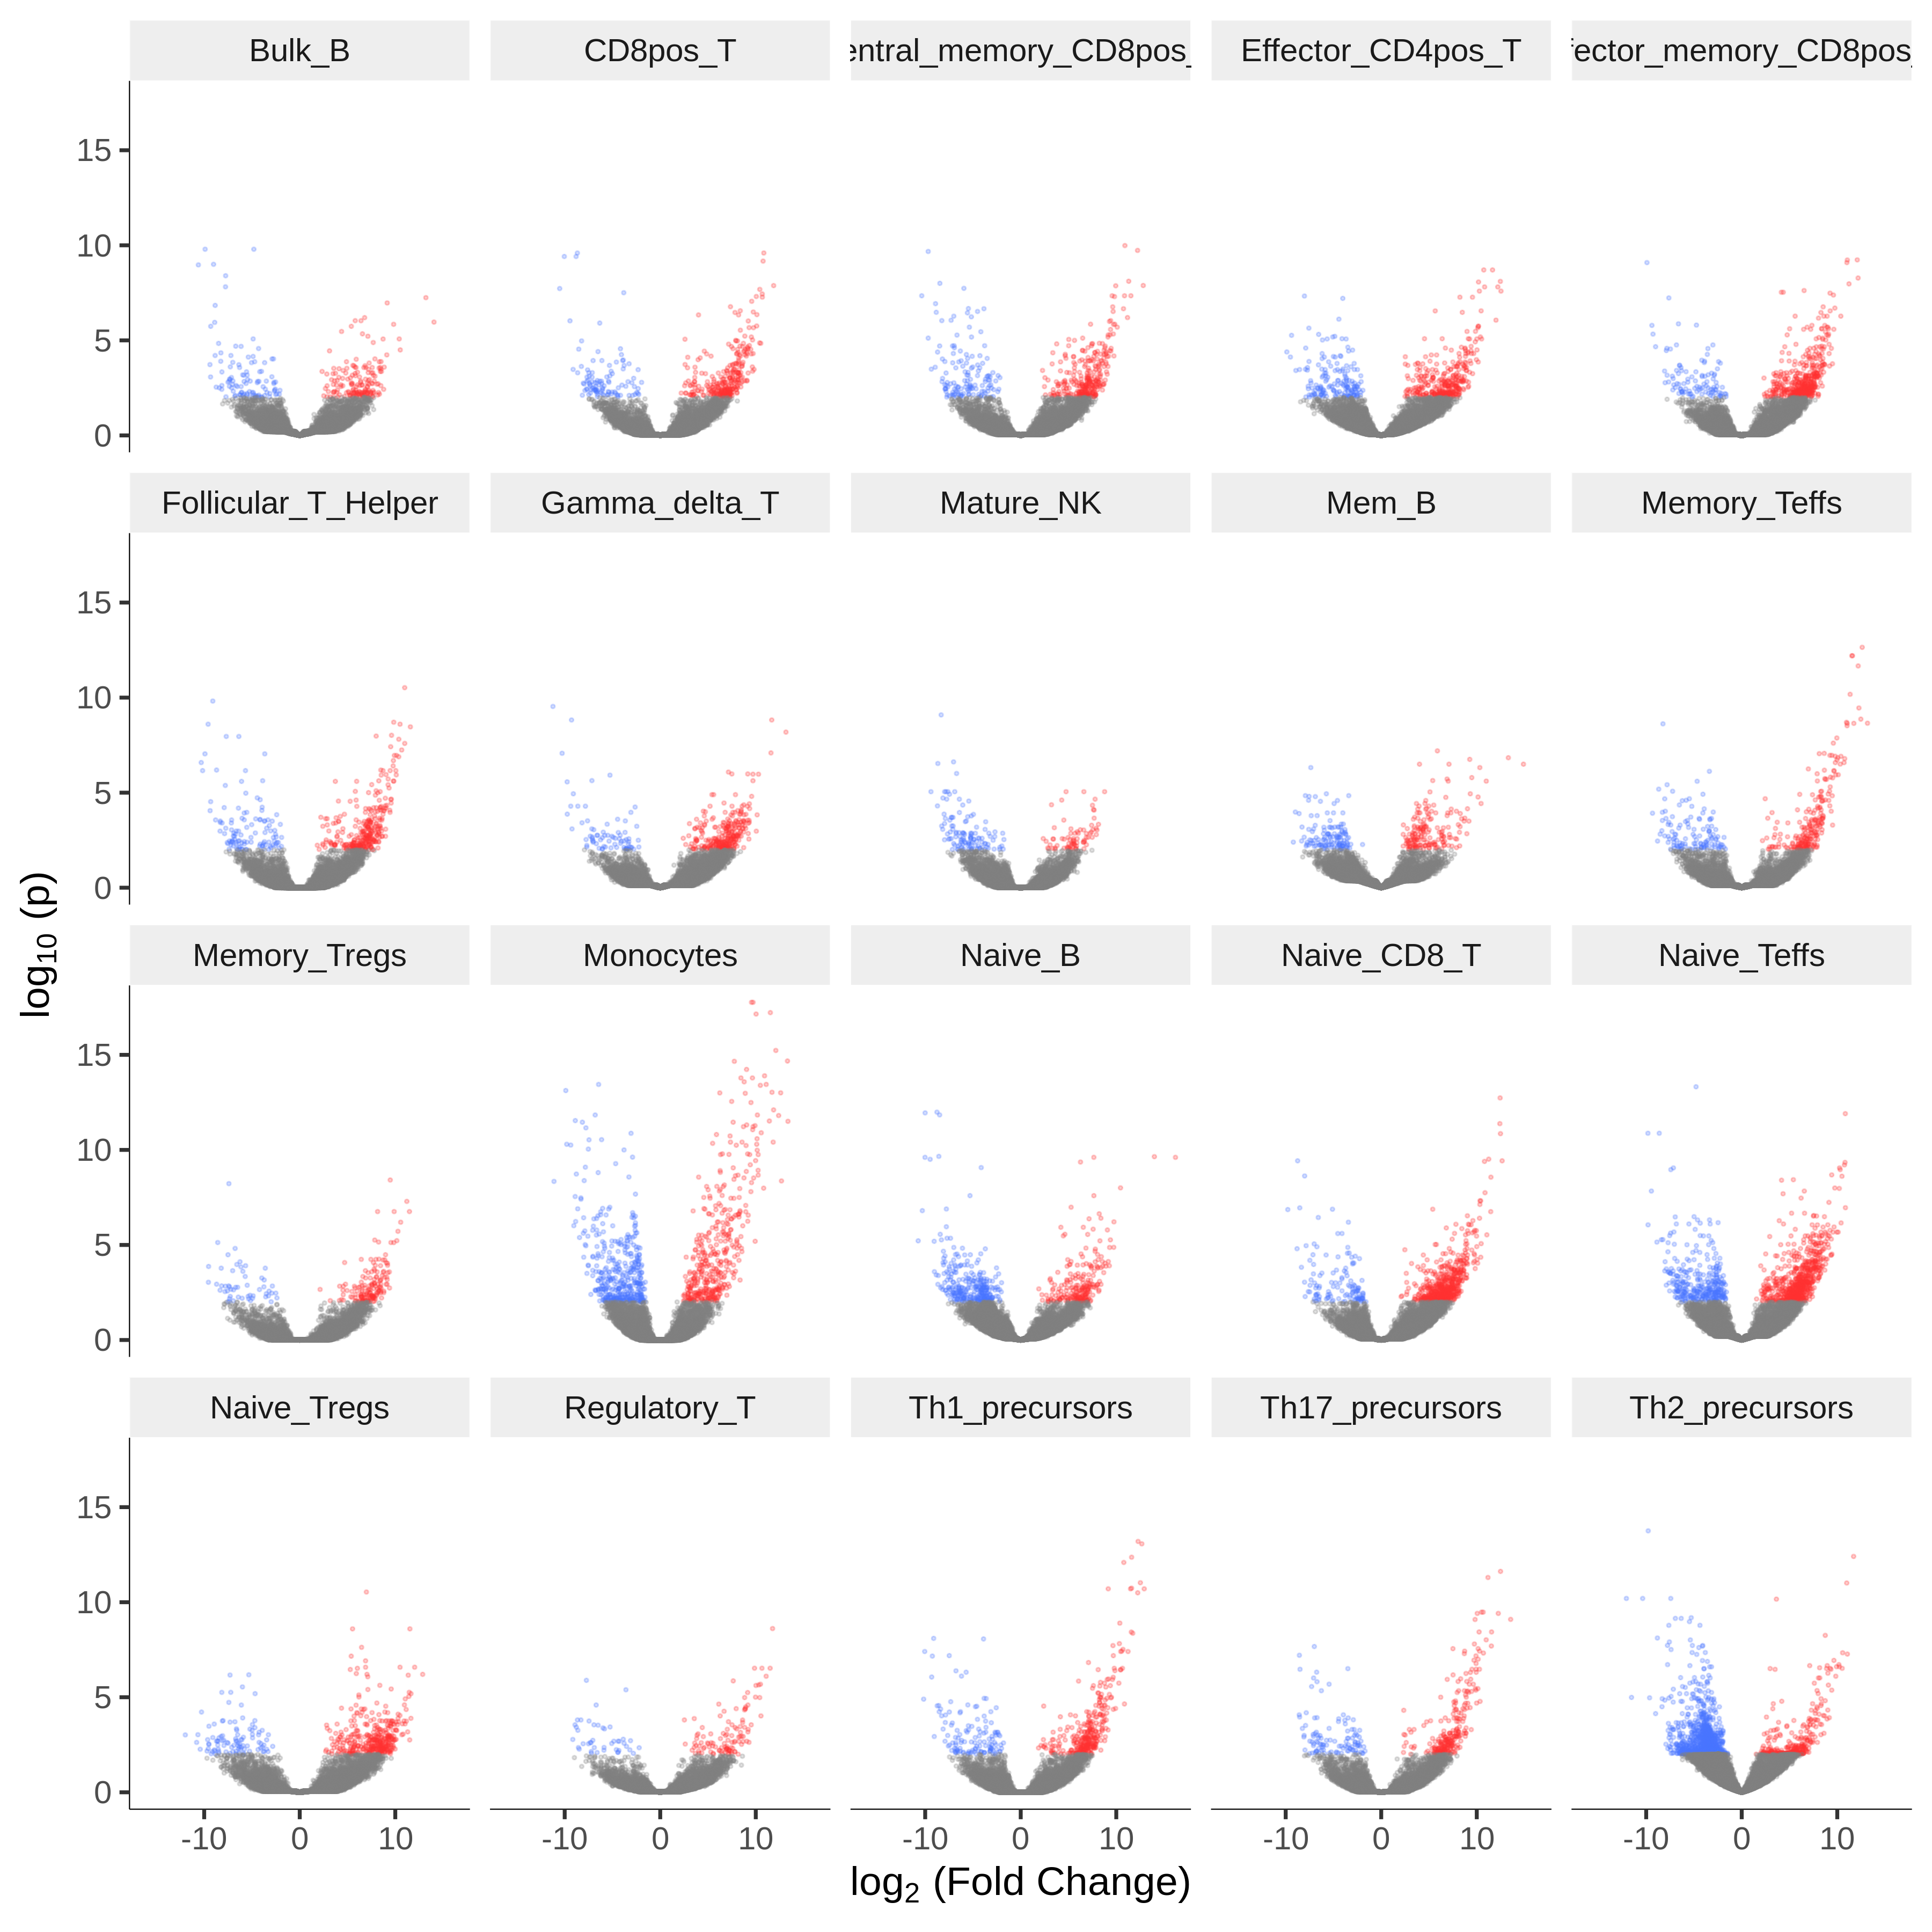 Bulk_B CD8pos_T entral_memory_CD8pos_ Effector_CD4pos_T fector_memory_CD8pos_
15
10
5
0
Follicular_T_Helper Gamma_delta_T Mature_NK Mem_B Memory_Teffs
15
10
5
0
log10 (p)
Memory_Tregs Monocytes Naive_B Naive_CD8_T Naive_Teffs
15
10
5
0
Naive_Tregs Regulatory_T Th1_precursors Th17_precursors Th2_precursors
15
10
5
0
-10 0 10 -10 0 10 -10 0 10 -10 0 10 -10 0 10
log2 (Fold Change)